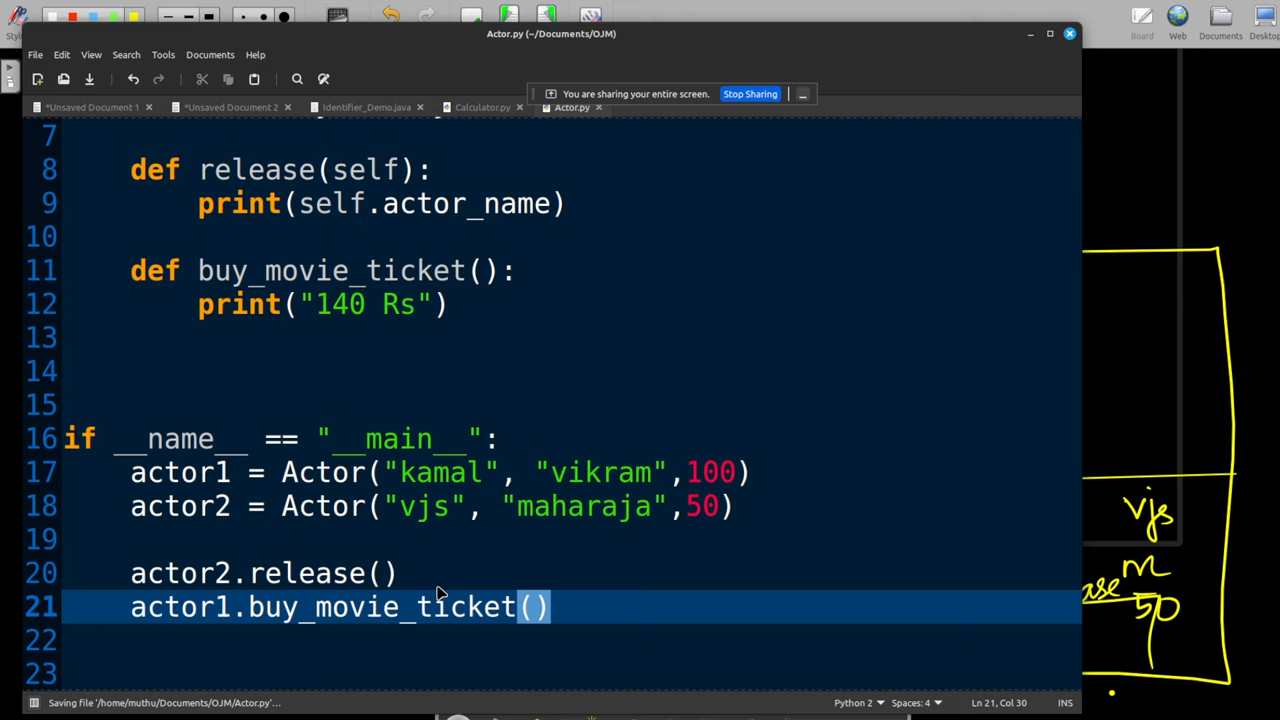 Board Web Documents Desktop
Actor.py (~/Documents/OJM)
File Edit View Search Tools Documents Help
You are sharing your entire screen. Stop Sharing
*Unsaved Document 1 *Unsaved Document 2 Identifier_Demo.java Calculator.py Actor.py
7
8 def release(self):
9 print(self.actor_name)
10
11 def buy_movie_ticket():
12 print("140 Rs")
13
14
15
16 if __name__ == "__main__":
17 actor1 = Actor("kamal", "vikram",100)
18 actor2 = Actor("vjs", "maharaja",50)
19
20 actor2.release()
21 actor1.buy_movie_ticket()
22
23
vjs
m
50
Saving file '/home/muthu/Documents/OJM/Actor.py'... Python 2 Spaces: 4 Ln 21, Col 30 INS